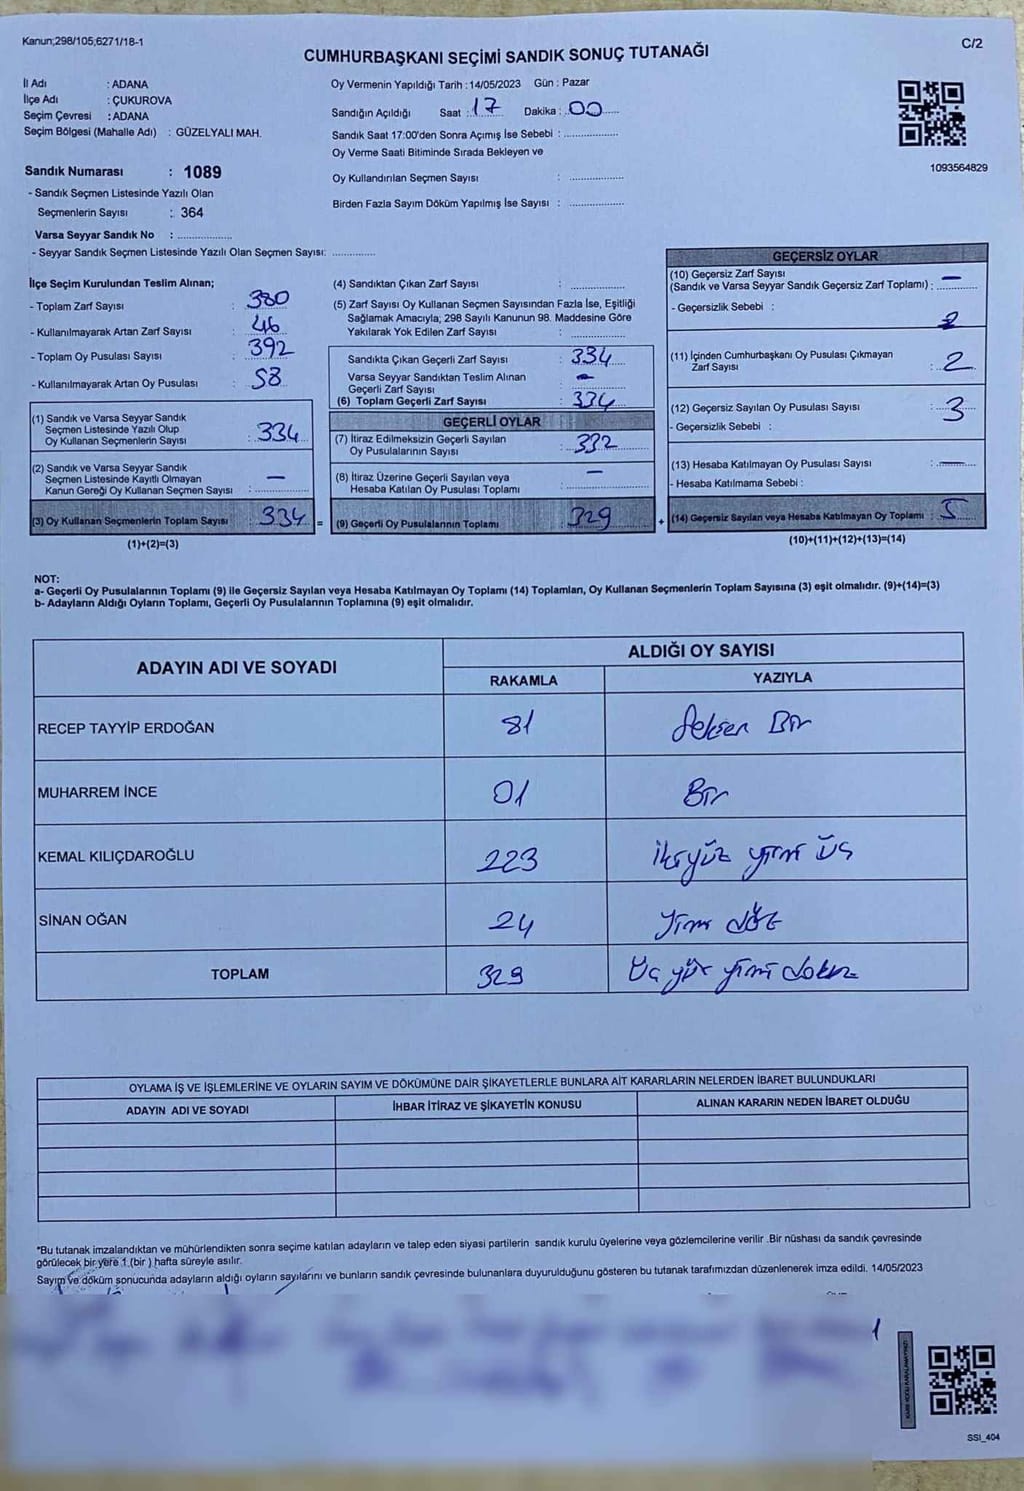 Kanun;298/105;6271/18-1
C/2
CUMHURBAŞKANI SEÇİMİ SANDIK SONUÇ TUTANAĞI
İl Adı : ADANA
İlçe Adı : ÇUKUROVA
Seçim Çevresi : ADANA
Seçim Bölgesi (Mahalle Adı) : GÜZELYALI MAH.
Oy Vermenin Yapıldığı Tarih : 14/05/2023 Gün : Pazar
Sandığın Açıldığı Saat : 17 Dakika : 00
Sandık Saat 17:00'den Sonra Açımış İse Sebebi : ..................
Oy Verme Saati Bitiminde Sırada Bekleyen ve
Oy Kullandırılan Seçmen Sayısı : ..................
Birden Fazla Sayım Döküm Yapılmış İse Sayısı : ..................
1093564829
Sandık Numarası : 1089
- Sandık Seçmen Listesinde Yazılı Olan
Seçmenlerin Sayısı : 364
Varsa Seyyar Sandık No : ..................
- Seyyar Sandık Seçmen Listesinde Yazılı Olan Seçmen Sayısı: ..............
İlçe Seçim Kurulundan Teslim Alınan;
- Toplam Zarf Sayısı : 380
- Kullanılmayarak Artan Zarf Sayısı : 46
- Toplam Oy Pusulası Sayısı : 392
- Kullanılmayarak Artan Oy Pusulası : 58
(1) Sandık ve Varsa Seyyar Sandık
Seçmen Listesinde Yazılı Olup
Oy Kullanan Seçmenlerin Sayısı : 334
(2) Sandık ve Varsa Seyyar Sandık
Seçmen Listesinde Kayıtlı Olmayan
Kanun Gereği Oy Kullanan Seçmen Sayısı : —
(3) Oy Kullanan Seçmenlerin Toplam Sayısı : 334 =
(1)+(2)=(3)
(4) Sandıktan Çıkan Zarf Sayısı : ..................
(5) Zarf Sayısı Oy Kullanan Seçmen Sayısından Fazla İse, Eşitliği
Sağlamak Amacıyla; 298 Sayılı Kanunun 98. Maddesine Göre
Yakılarak Yok Edilen Zarf Sayısı : ..................
Sandıkta Çıkan Geçerli Zarf Sayısı : 334
Varsa Seyyar Sandıktan Teslim Alınan
Geçerli Zarf Sayısı : —
(6) Toplam Geçerli Zarf Sayısı : 334
GEÇERLİ OYLAR
(7) İtiraz Edilmeksizin Geçerli Sayılan
Oy Pusulalarının Sayısı : 332
(8) İtiraz Üzerine Geçerli Sayılan veya
Hesaba Katılan Oy Pusulası Toplamı : —
(9) Geçerli Oy Pusulalarının Toplamı : 329 +
GEÇERSİZ OYLAR
(10) Geçersiz Zarf Sayısı
(Sandık ve Varsa Seyyar Sandık Geçersiz Zarf Toplamı) : —
- Geçersizlik Sebebi :
(11) İçinden Cumhurbaşkanı Oy Pusulası Çıkmayan
Zarf Sayısı : 2
(12) Geçersiz Sayılan Oy Pusulası Sayısı : 3
- Geçersizlik Sebebi :
(13) Hesaba Katılmayan Oy Pusulası Sayısı : —
- Hesaba Katılmama Sebebi :
(14) Geçersiz Sayılan veya Hesaba Katılmayan Oy Toplamı : 5
(10)+(11)+(12)+(13)=(14)
NOT:
a- Geçerli Oy Pusulalarının Toplamı (9) ile Geçersiz Sayılan veya Hesaba Katılmayan Oy Toplamı (14) Toplamları, Oy Kullanan Seçmenlerin Toplam Sayısına (3) eşit olmalıdır. (9)+(14)=(3)
b- Adayların Aldığı Oyların Toplamı, Geçerli Oy Pusulalarının Toplamına (9) eşit olmalıdır.
ADAYIN ADI VE SOYADI ALDIĞI OY SAYISI
RAKAMLA YAZIYLA
RECEP TAYYİP ERDOĞAN 81 Seksen Bir
MUHARREM İNCE 01 Bir
KEMAL KILIÇDAROĞLU 223 İkiyüz yirmi üç
SİNAN OĞAN 24 Yirmi dört
TOPLAM 329 Üç yüz yirmi dokuz
OYLAMA İŞ VE İŞLEMLERİNE VE OYLARIN SAYIM VE DÖKÜMÜNE DAİR ŞİKAYETLERLE BUNLARA AİT KARARLARIN NELERDEN İBARET BULUNDUKLARI
ADAYIN ADI VE SOYADI İHBAR İTİRAZ VE ŞİKAYETİN KONUSU ALINAN KARARIN NEDEN İBARET OLDUĞU
*Bu tutanak imzalandıktan ve mühürlendikten sonra seçime katılan adayların ve talep eden siyasi partilerin sandık kurulu üyelerine veya gözlemcilerine verilir .Bir nüshası da sandık çevresinde
görülecek bir yere 1 (bir ) hafta süreyle asılır.
Sayım ve döküm sonucunda adayların aldığı oyların sayılarını ve bunların sandık çevresinde bulunanlara duyurulduğunu gösteren bu tutanak tarafımızdan düzenlenerek imza edildi. 14/05/2023
SSI_404